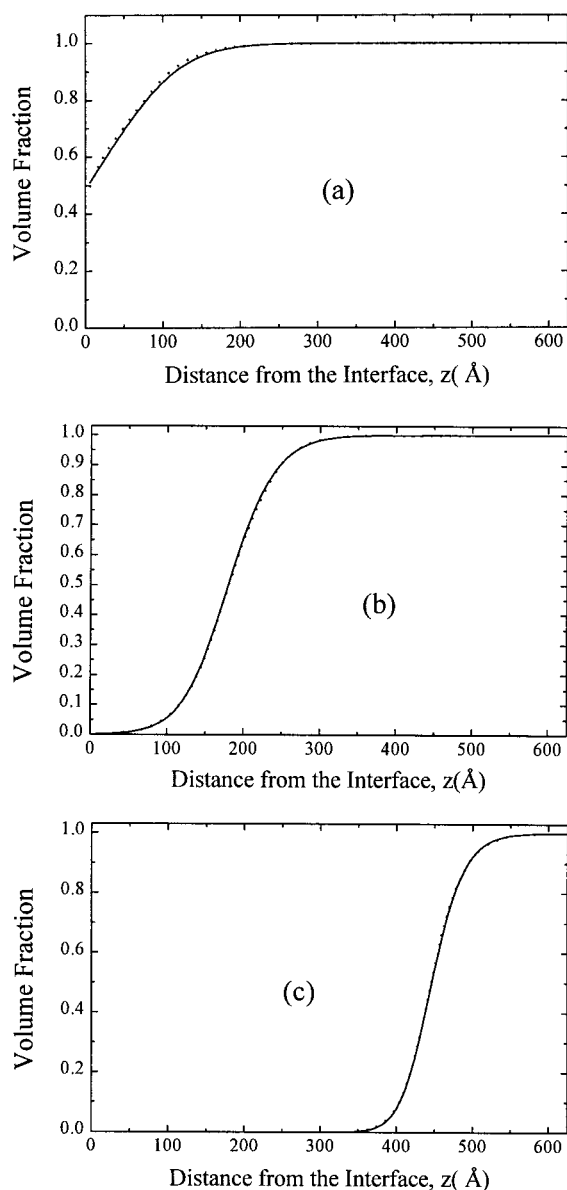 1.0
0.8
0.6
0.4
0.2
0.0
Volume Fraction
(a)
0 100 200 300 400 500 600
Distance from the Interface, z( Å)
1.0
0.9
0.8
0.7
0.6
0.5
0.4
0.3
0.2
0.1
0.0
Volume Fraction
(b)
0 100 200 300 400 500 600
Distance from the Interface, z(Å)
1.0
0.8
0.6
0.4
0.2
0.0
Volume Fraction
(c)
0 100 200 300 400 500 600
Distance from the Interface, z(Å)